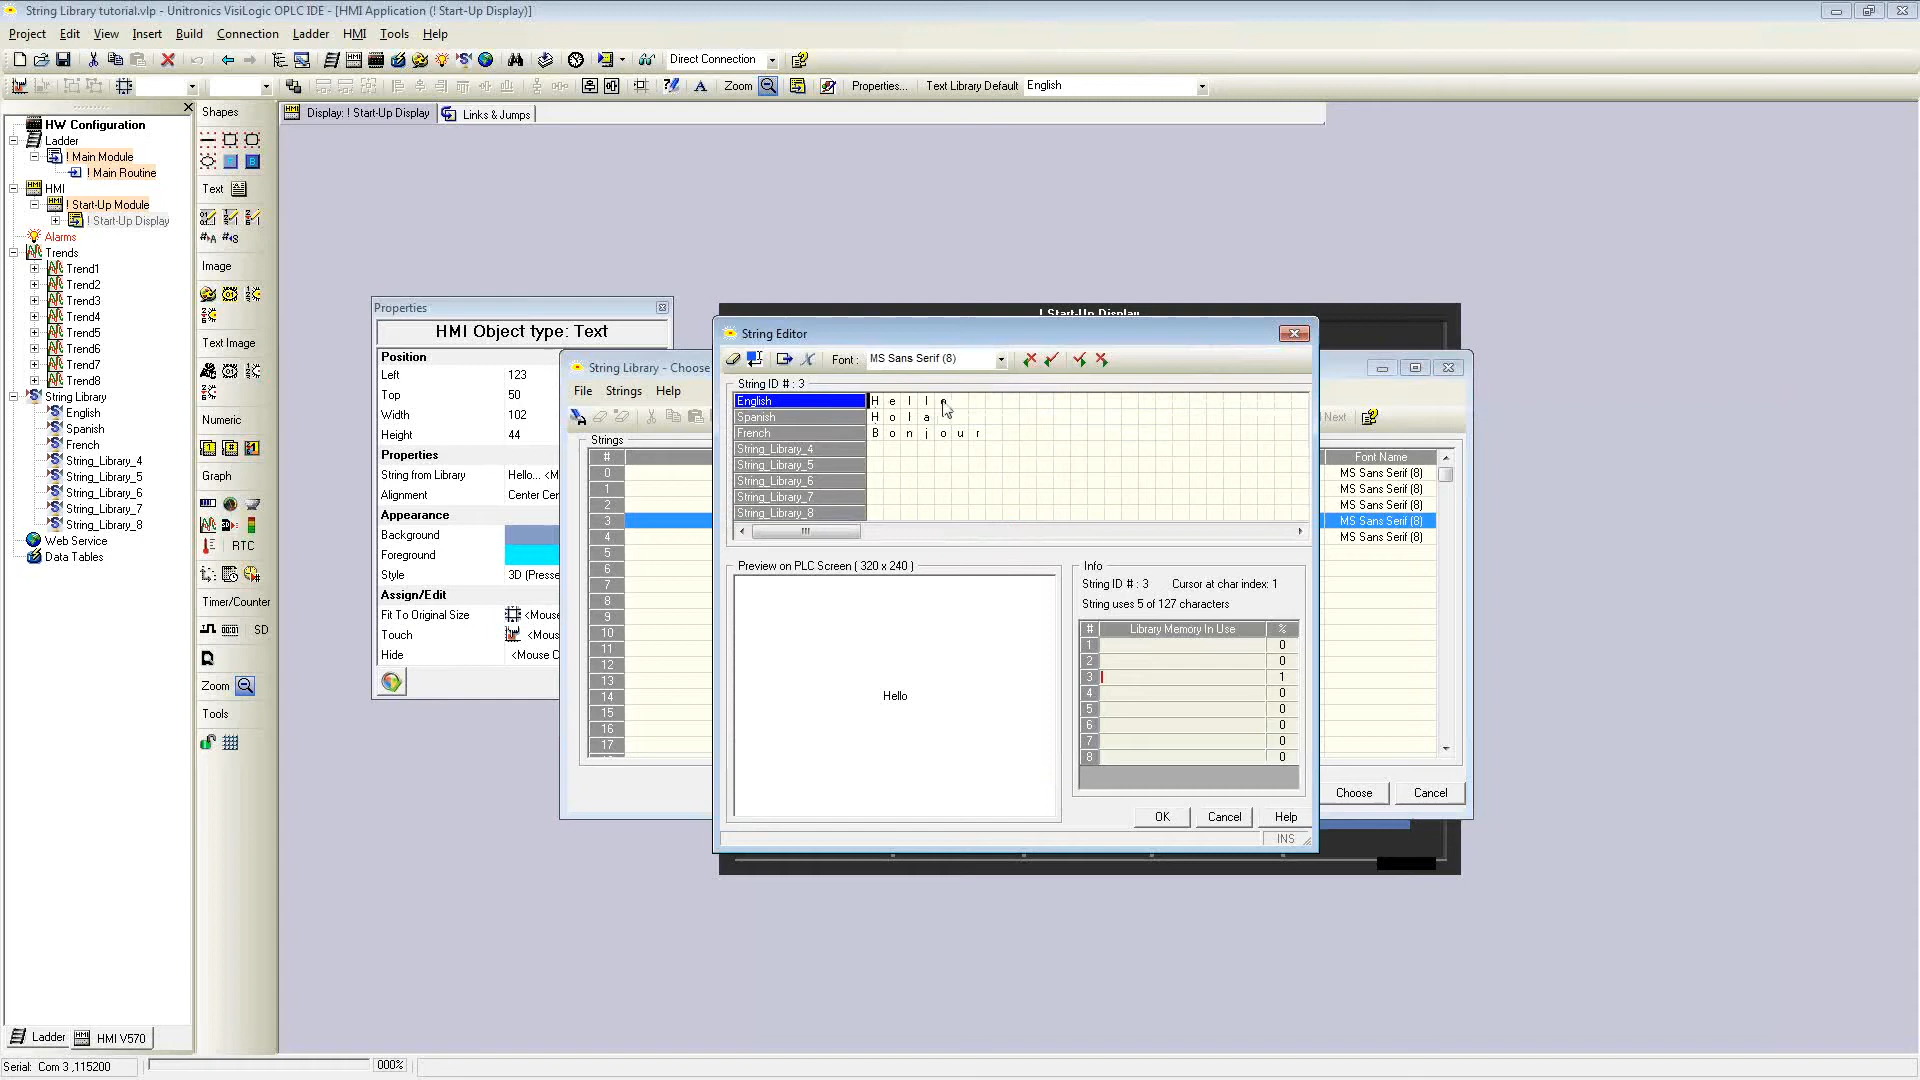 String Library tutorial.vlp - Unitronics VisiLogic OPLC IDE - [HMI Application (! Start-Up Display)]
Project Edit View Insert Build Connection Ladder HMI Tools Help
Direct Connection
Zoom Properties... Text Library Default English
Display: ! Start-Up Display Links & Jumps
HW Configuration
Ladder
! Main Module
! Main Routine
HMI
! Start-Up Module
! Start-Up Display
Alarms
Trends
Trend1
Trend2
Trend3
Trend4
Trend5
Trend6
Trend7
Trend8
String Library
English
Spanish
French
String_Library_4
String_Library_5
String_Library_6
String_Library_7
String_Library_8
Web Service
Data Tables
Ladder HMI V570
Shapes
Text
Image
Text Image
Numeric
Graph
RTC
Timer/Counter
SD
Zoom
Tools
Properties
HMI Object type: Text
Position
Left 123
Top 50
Width 102
Height 44
Properties
String from Library Hello... <M
Alignment Center Cen
Appearance
Background
Foreground
Style 3D (Presse
Assign/Edit
Fit To Original Size <Mouse
Touch <Mous
Hide <Mouse C
! Start-Up Display
String Library - Choose
File Strings Help
Next
Strings
#
0
1
2
3
4
5
6
7
8
9
10
11
12
13
14
15
16
17
Font Name
MS Sans Serif (8)
MS Sans Serif (8)
MS Sans Serif (8)
MS Sans Serif (8)
MS Sans Serif (8)
Choose Cancel
String Editor
Font : MS Sans Serif (8)
String ID # : 3
English H e l l o
Spanish H o l a
French B o n j o u r
String_Library_4
String_Library_5
String_Library_6
String_Library_7
String_Library_8
Preview on PLC Screen ( 320 x 240 )
Hello
Info
String ID # : 3 Cursor at char index: 1
String uses 5 of 127 characters
# Library Memory In Use %
1 0
2 0
3 1
4 0
5 0
6 0
7 0
8 0
OK Cancel Help
INS
Serial: Com 3 ,115200 000%